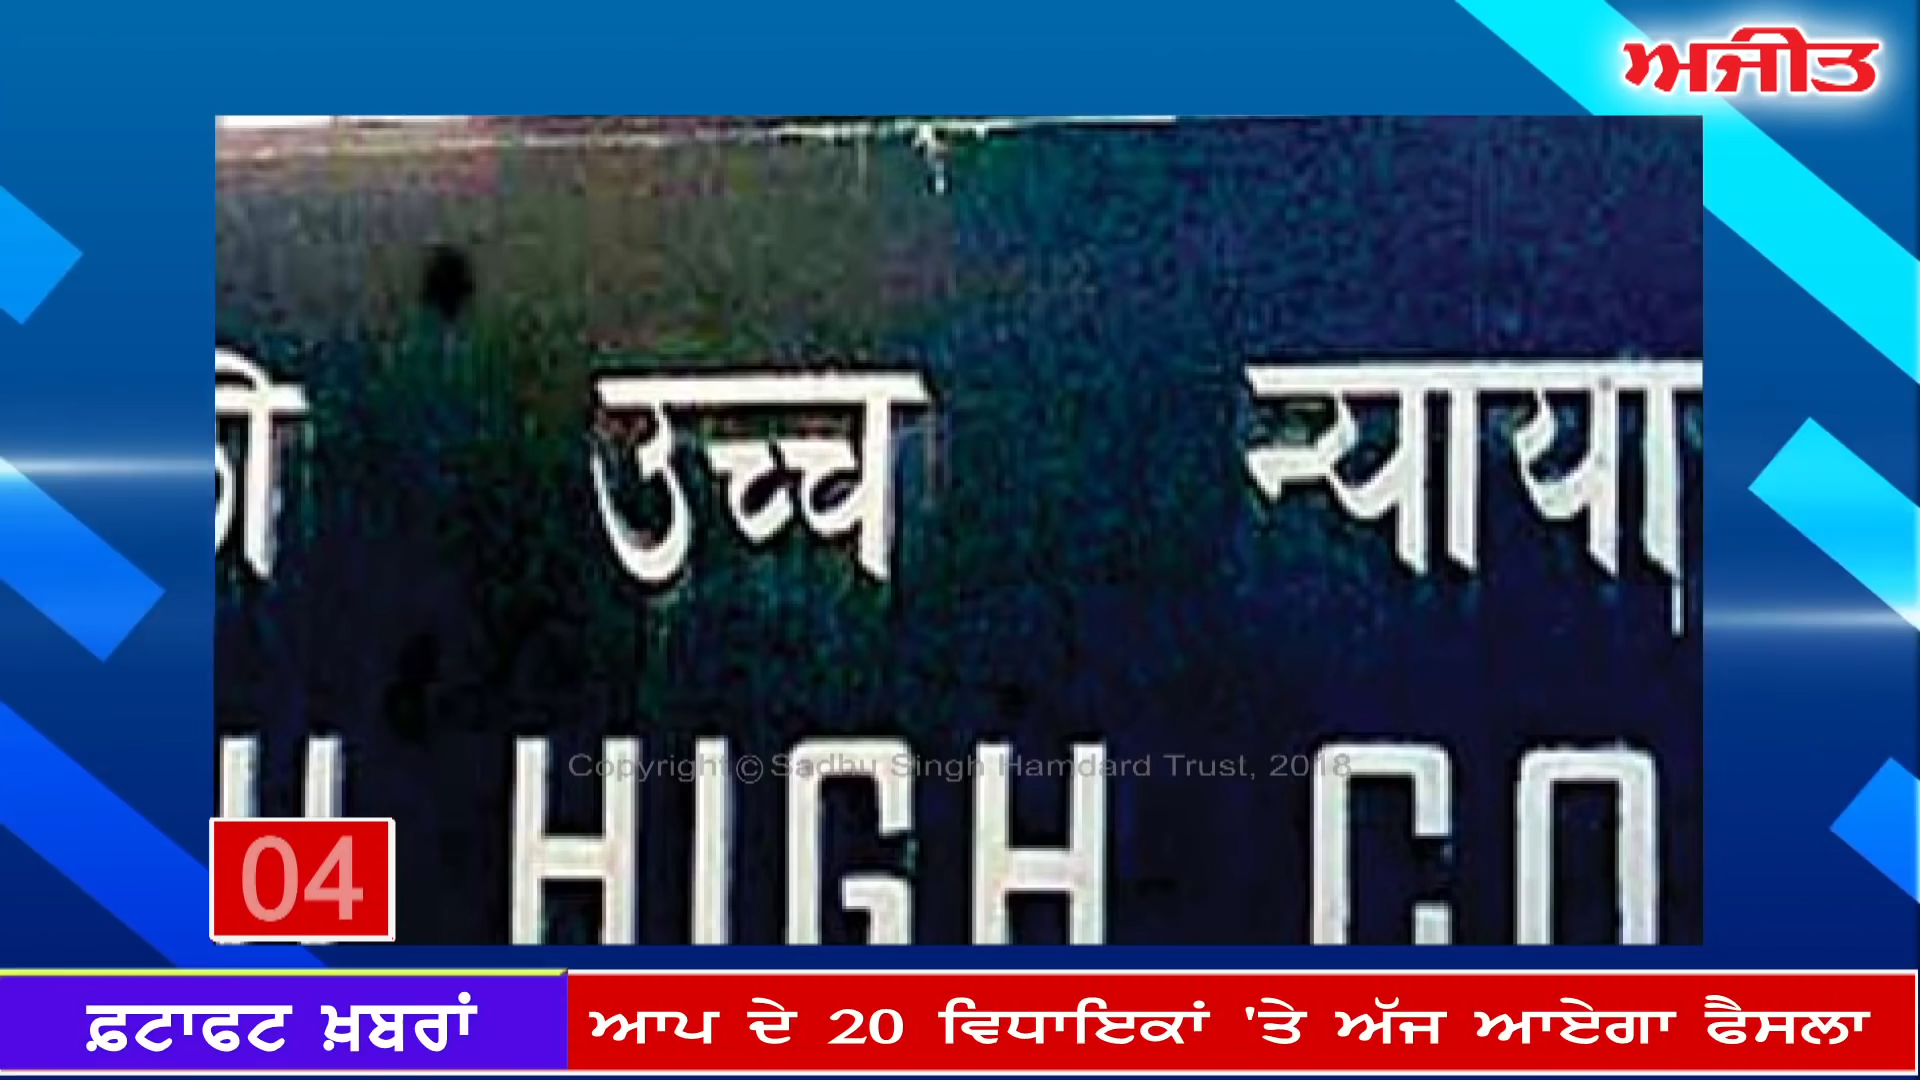 ਅਜੀਤ
की उच्च न्याया
H HIGH CO
Copyright © Sadhu Singh Hamdard Trust, 2018
04
ਫ਼ਟਾਫਟ ਖ਼ਬਰਾਂ
ਆਪ ਦੇ 20 ਵਿਧਾਇਕਾਂ 'ਤੇ ਅੱਜ ਆਏਗਾ ਫੈਸਲਾ